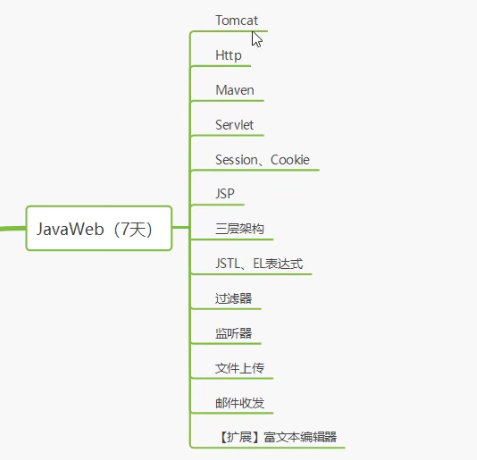 Tomcat
Http
Maven
Servlet
Session、Cookie
JSP
JavaWeb（7天）
三层架构
JSTL、EL表达式
过滤器
监听器
文件上传
邮件收发
【扩展】富文本编辑器